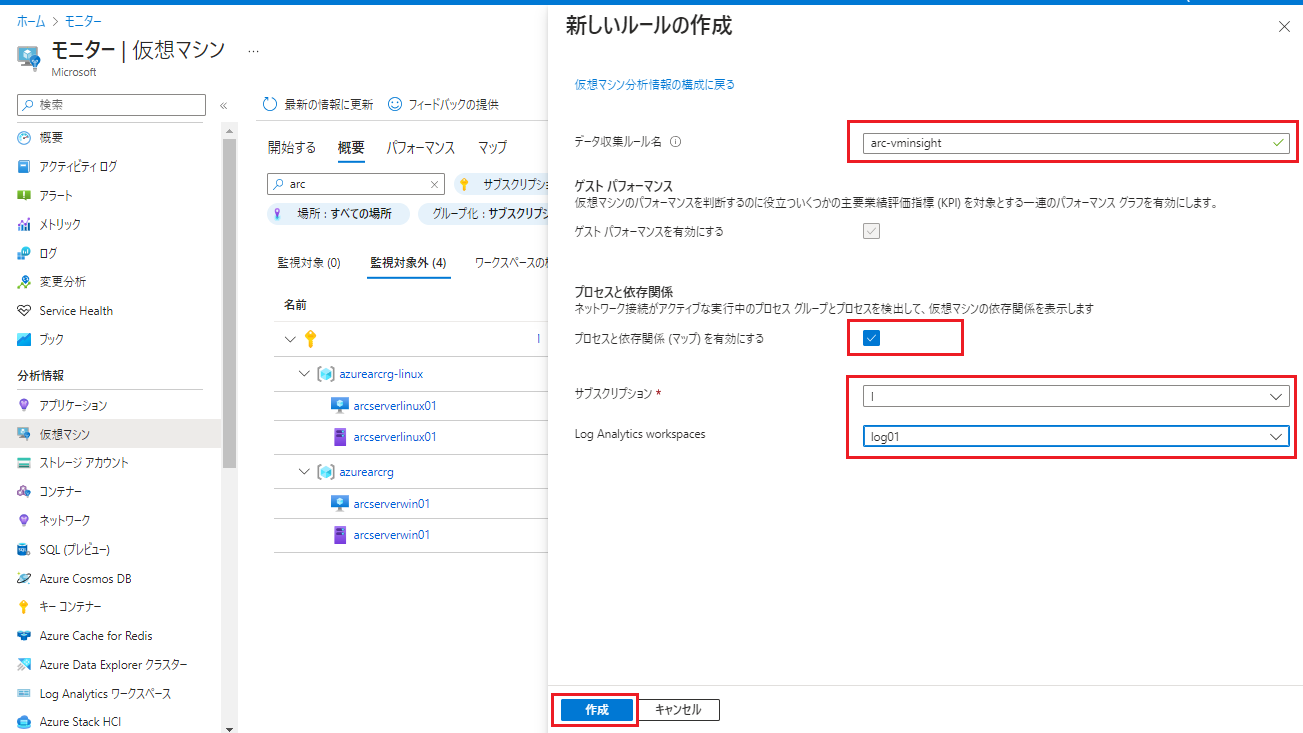 ホーム > モニター
モニター | 仮想マシン ...
Microsoft
検索
«
概要
アクティビティ ログ
アラート
メトリック
ログ
変更分析
Service Health
ブック
分析情報
アプリケーション
仮想マシン
ストレージ アカウント
コンテナー
ネットワーク
SQL (プレビュー)
Azure Cosmos DB
キー コンテナー
Azure Cache for Redis
Azure Data Explorer クラスター
Log Analytics ワークスペース
Azure Stack HCI
最新の情報に更新 フィードバックの提供
開始する 概要 パフォーマンス マップ
arc
サブスクリプシ
場所 : すべての場所 グループ化 : サブスクリプシ
監視対象 (0) 監視対象外 (4) ワークスペースの
名前
azurearcrg-linux
arcserverlinux01
arcserverlinux01
azurearcrg
arcserverwin01
arcserverwin01
新しいルールの作成
仮想マシン分析情報の構成に戻る
データ収集ルール名 arc-vminsight
ゲスト パフォーマンス
仮想マシンのパフォーマンスを判断するのに役立ついくつかの主要業績評価指標 (KPI) を対象とする一連のパフォーマンス グラフを有効にします。
ゲスト パフォーマンスを有効にする
プロセスと依存関係
ネットワーク接続がアクティブな実行中のプロセス グループとプロセスを検出して、仮想マシンの依存関係を表示します
プロセスと依存関係 (マップ) を有効にする
サブスクリプション *
Log Analytics workspaces log01
作成 キャンセル